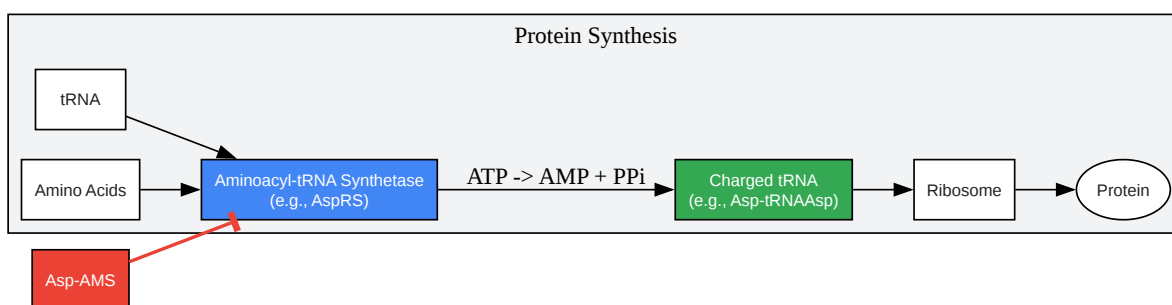 Protein Synthesis
tRNA
Amino Acids
Aminoacyl-tRNA Synthetase
(e.g., AspRS)
ATP -> AMP + PPi
Charged tRNA
(e.g., Asp-tRNAAsp)
Ribosome
Protein
Asp-AMS